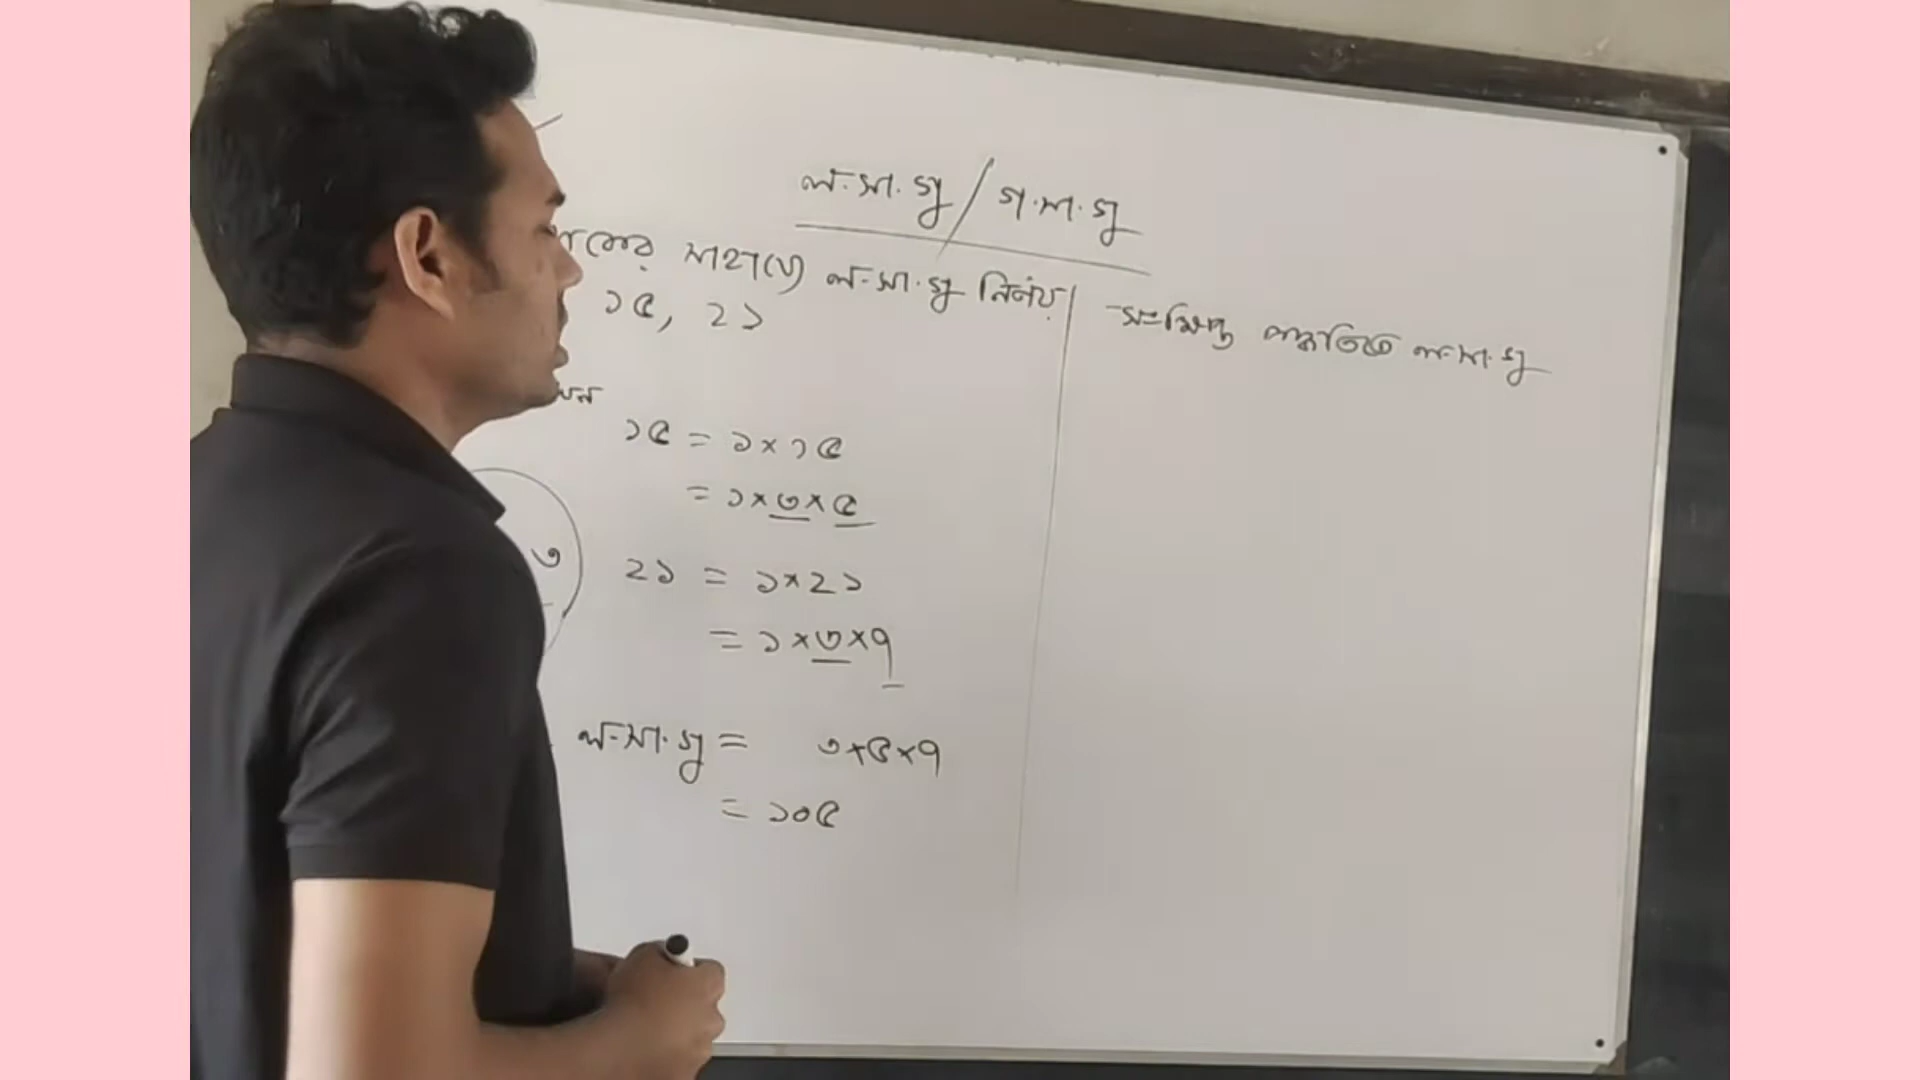 ল.সা.গু / গ.সা.গু
সাহায্যে ল.সা.গু নির্ণয়
১৫, ২১
১৫ = ১×১৫
= ১×৩×৫
৩
২১ = ১×২১
= ১×৩×৭
ল.সা.গু = ৩×৫×৭
= ১০৫
সংক্ষিপ্ত পদ্ধতিতে ল.সা.গু